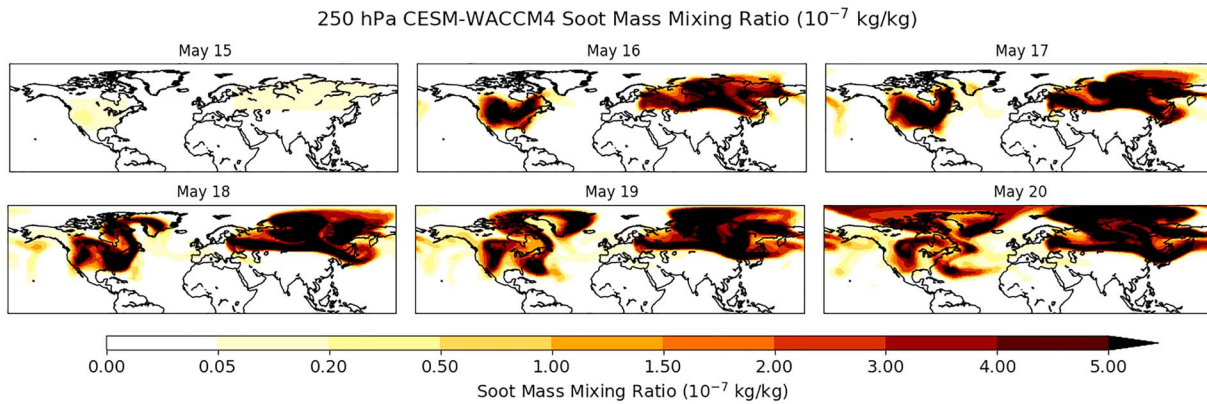 250 hPa CESM-WACCM4 Soot Mass Mixing Ratio (10⁻⁷ kg/kg)
May 15 May 16 May 17
May 18 May 19 May 20
0.00 0.05 0.20 0.50 1.00 1.50 2.00 3.00 4.00 5.00
Soot Mass Mixing Ratio (10⁻⁷ kg/kg)